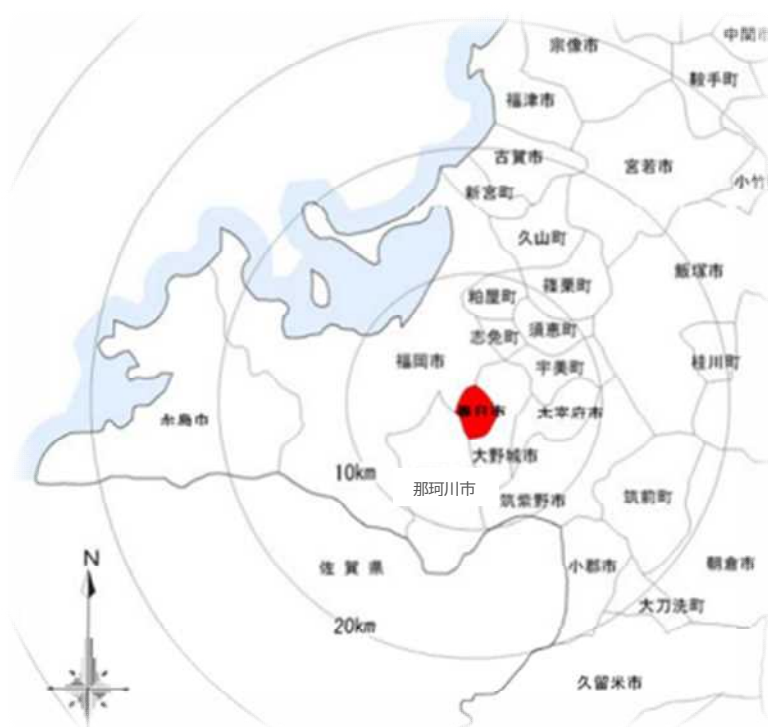 中間市
宗像市
鞍手町
福津市
古賀市
宮若市
小竹
新宮町
久山町
飯塚市
篠栗町
粕屋町
須恵町
志免町
福岡市
宇美町
桂川町
春日市
太宰府市
糸島市
大野城市
10km
那珂川市
筑紫野市
筑前町
N
佐賀県
小郡市
朝倉市
大刀洗町
20km
久留米市